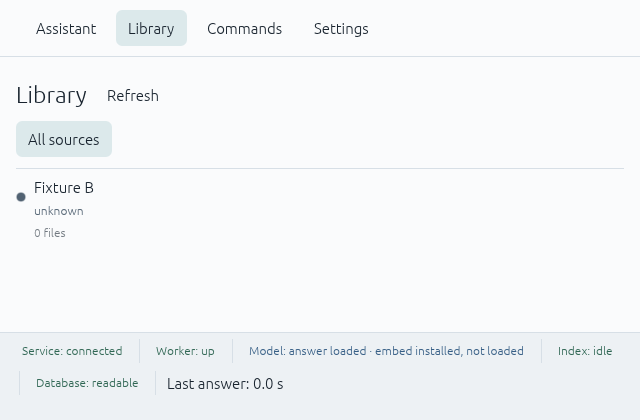 Assistant Library Commands Settings
Library Refresh
All sources
Fixture B
unknown
0 files
Service: connected Worker: up Model: answer loaded · embed installed, not loaded Index: idle
Database: readable Last answer: 0.0 s